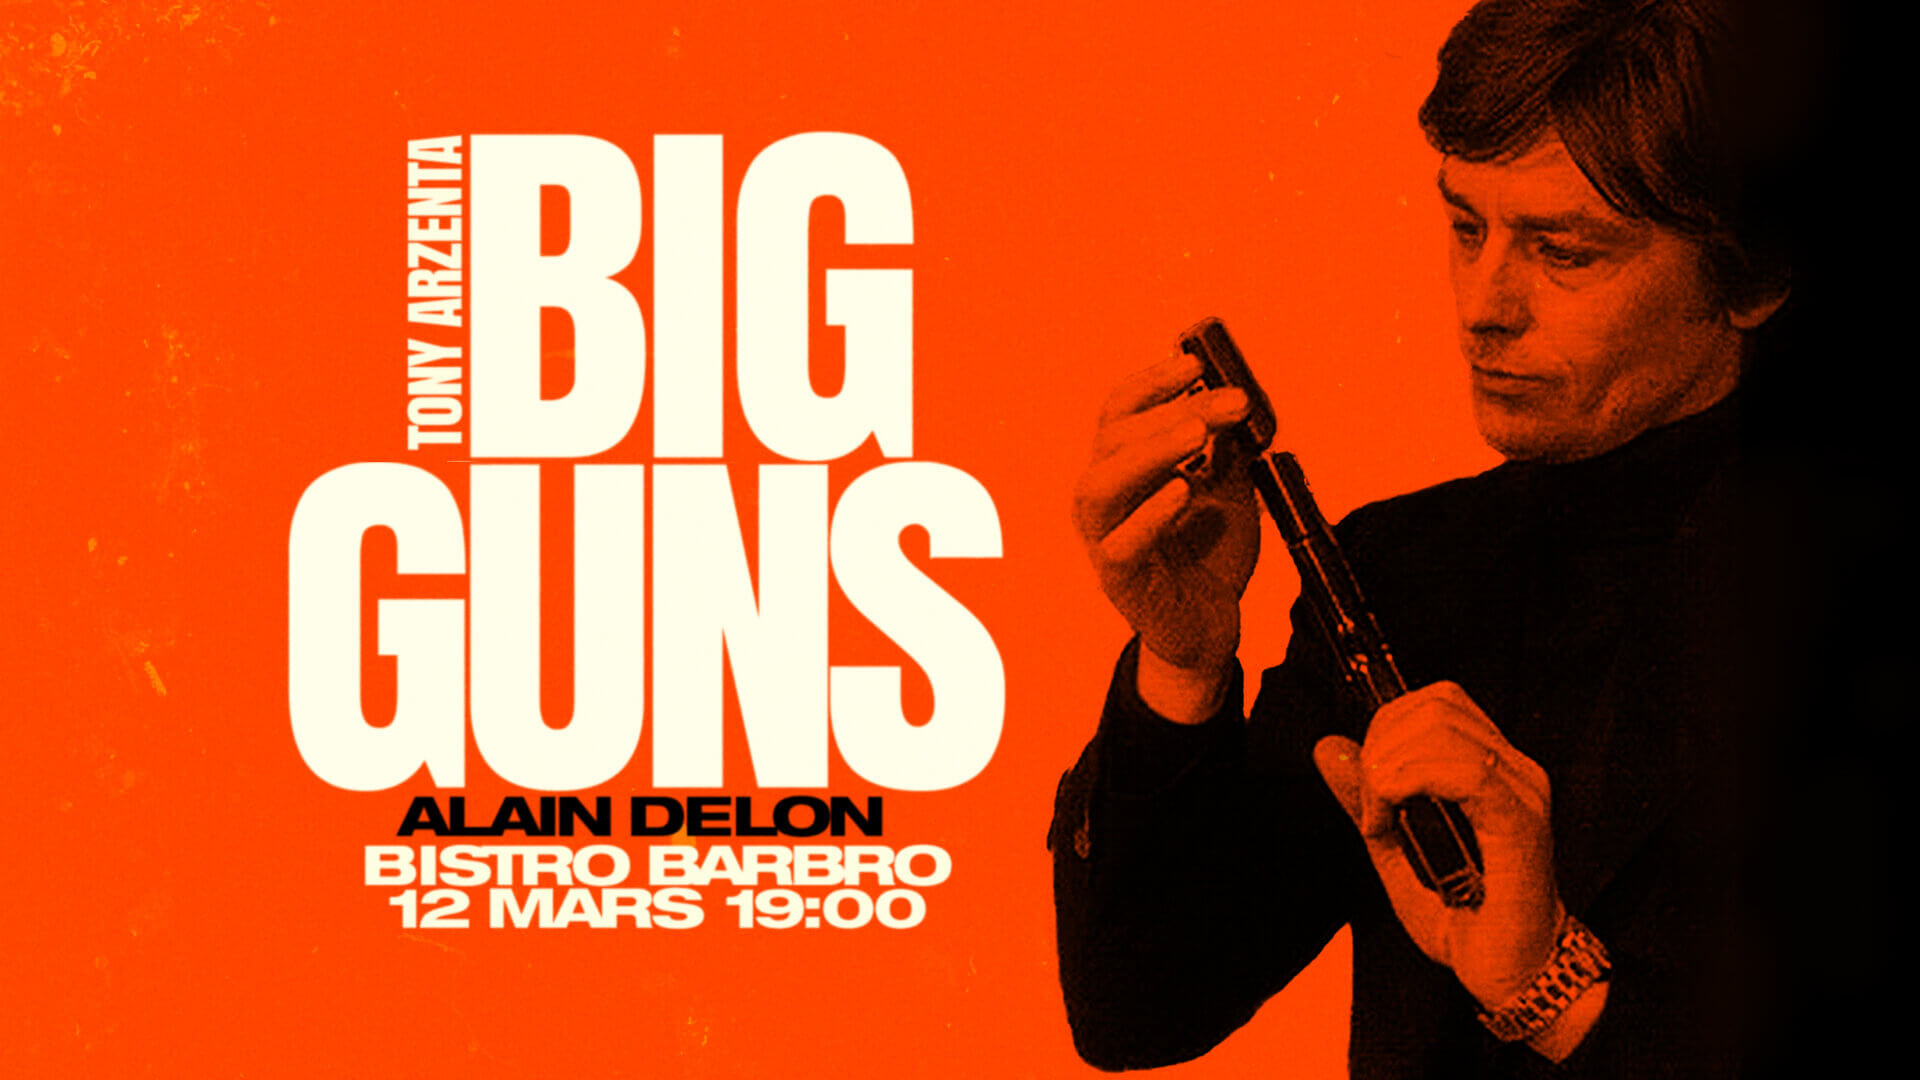 TONY ARZENTA
BIG
GUNS
ALAIN DELON
BISTRO BARBRO
12 MARS 19:00